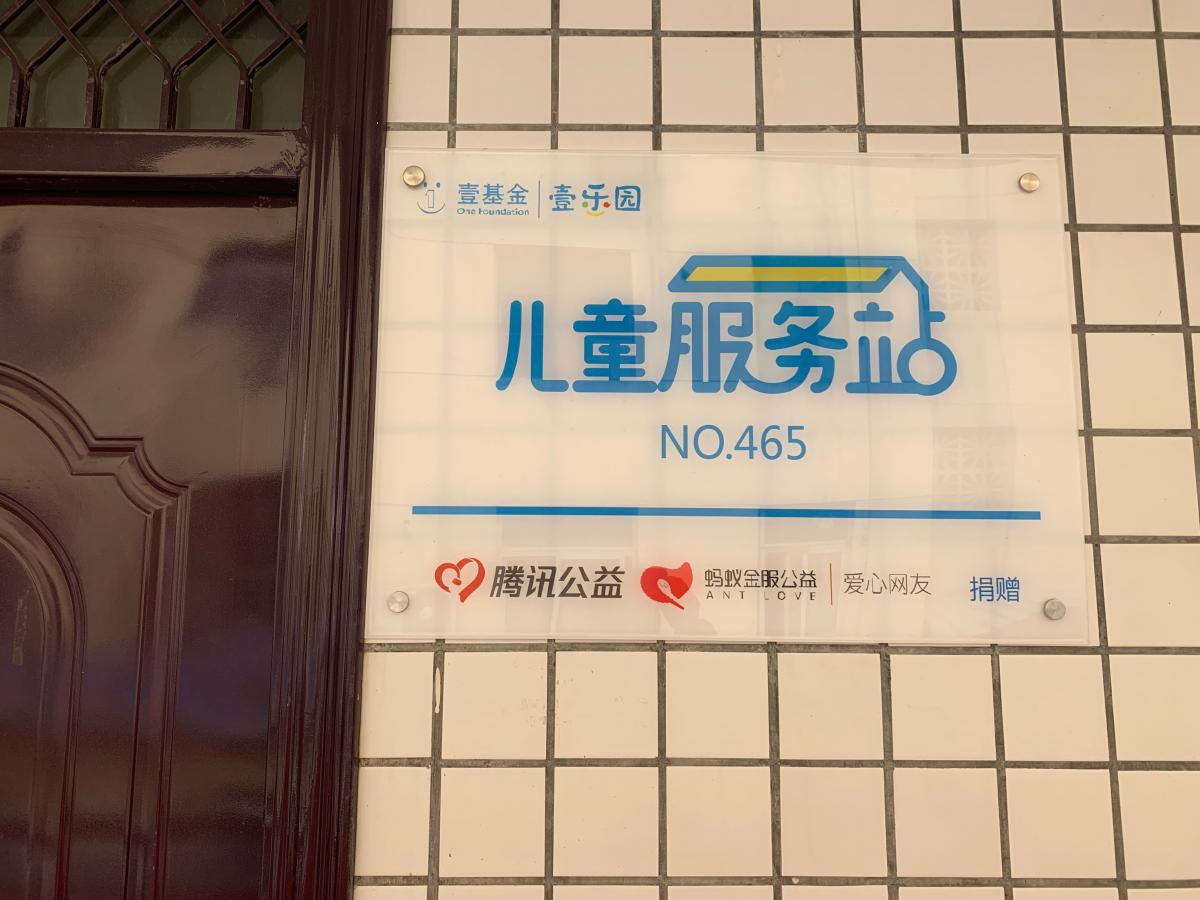 壹基金 壹乐园
One Foundation
儿童服务站
NO.465
腾讯公益 蚂蚁金服公益 爱心网友 捐赠
ANT LOVE